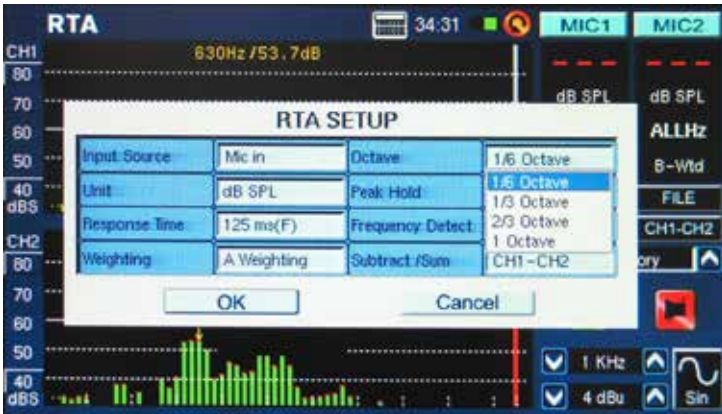 RTA 34:31 MIC1 MIC2
CH1 630Hz/53.7dB
80
70 dB SPL dB SPL
RTA SETUP
60 ALLHz
50 Input Source Mic in Octave 1/6 Octave B-Wtd
1/6 Octave
40 Unit dB SPL Peak Hold 1/3 Octave FILE
dBS
2/3 Octave
Response Time 125 ms(F) Frequency Detect 1 Octave CH1-CH2
CH2
80 Weighting A Weighting Subtract /Sum CH1-CH2 ory
70 OK Cancel
60
50 1 KHz
40
dBS 4 dBu Sin